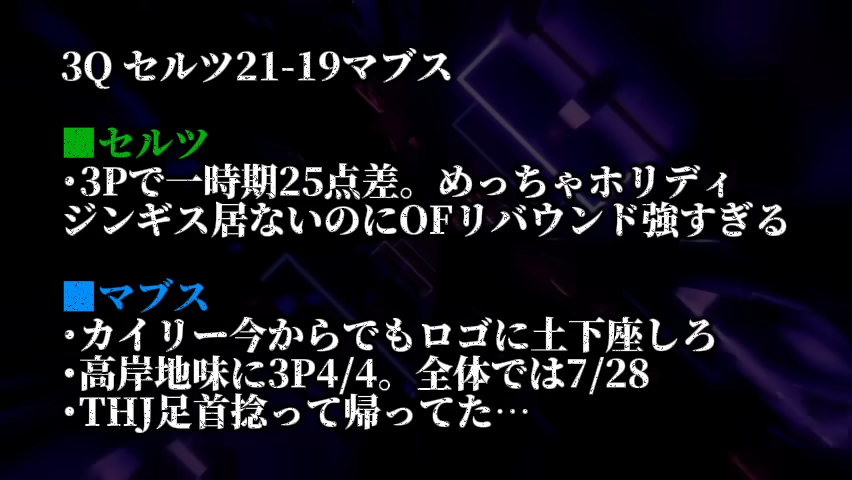 3Q セルツ21-19マブス
■セルツ
・3Pで一時期25点差。めっちゃホリディ
ジンギス居ないのにOFリバウンド強すぎる
■マブス
・カイリー今からでもロゴに土下座しろ
・高岸地味に3P4/4。全体では7/28
・THJ足首捻って帰ってた…